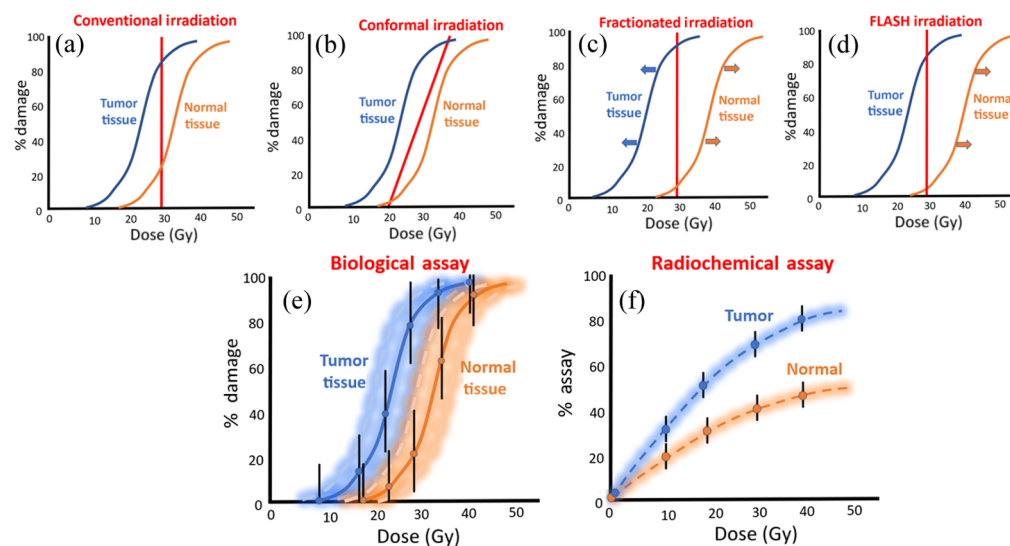 Conventional irradiation
(a)
% damage
100
80
60
40
20
0
Tumor
tissue
Normal
tissue
10 20 30 40 50
Dose (Gy)
Conformal irradiation
(b)
% damage
100
80
60
40
20
0
Tumor
tissue
Normal
tissue
10 20 30 40 50
Dose (Gy)
Fractionated irradiation
(c)
% damage
100
80
60
40
20
0
Tumor
tissue
Normal
tissue
10 20 30 40 50
Dose (Gy)
FLASH irradiation
(d)
%damage
100
80
60
40
20
0
Tumor
tissue
Normal
tissue
10 20 30 40 50
Dose (Gy)
Biological assay
(e)
% damage
100
80
60
40
20
0
Tumor
tissue
Normal
tissue
10 20 30 40 50
Dose (Gy)
Radiochemical assay
(f)
% assay
100
80
60
40
20
0
Tumor
Normal
0 10 20 30 40 50
Dose (Gy)